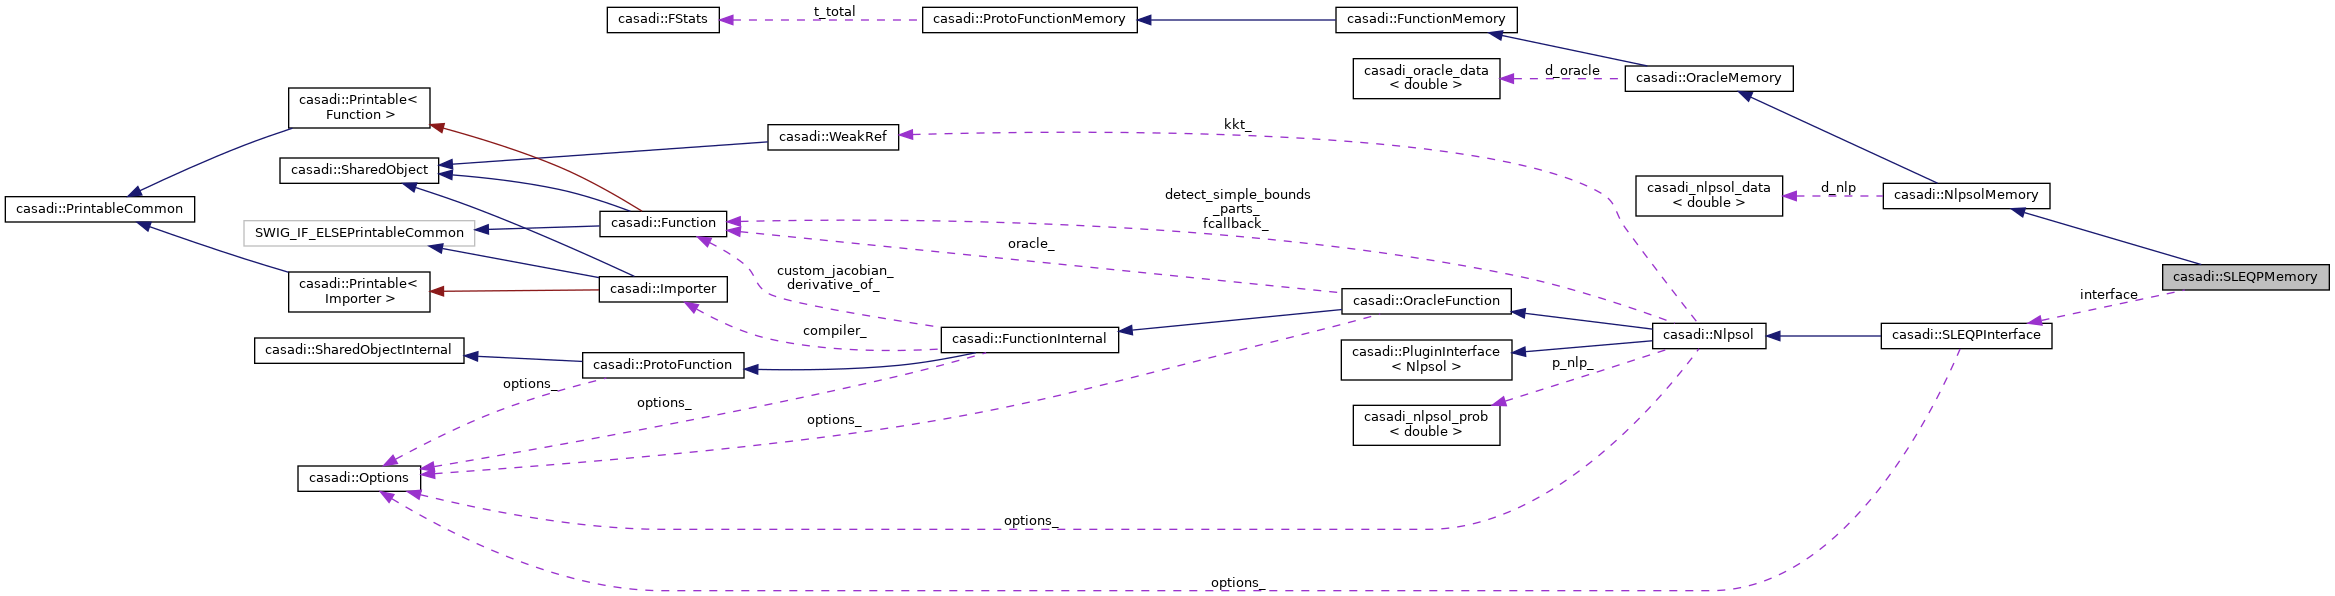 casadi::FStats
t_total
casadi::ProtoFunctionMemory
casadi::FunctionMemory
casadi_oracle_data
< double >
d_oracle
casadi::OracleMemory
casadi::Printable<
Function >
casadi::WeakRef
kkt_
casadi::SharedObject
casadi::PrintableCommon
SWIG_IF_ELSEPrintableCommon
casadi::Function
detect_simple_bounds
_parts_
fcallback_
casadi_nlpsol_data
< double >
d_nlp
casadi::NlpsolMemory
oracle_
custom_jacobian_
derivative_of_
casadi::Printable<
Importer >
casadi::Importer
casadi::OracleFunction
casadi::SLEQPMemory
interface
compiler_
casadi::FunctionInternal
casadi::Nlpsol
casadi::SLEQPInterface
casadi::SharedObjectInternal
casadi::ProtoFunction
casadi::PluginInterface
< Nlpsol >
p_nlp_
options_
options_
options_
casadi_nlpsol_prob
< double >
casadi::Options
options_
options_